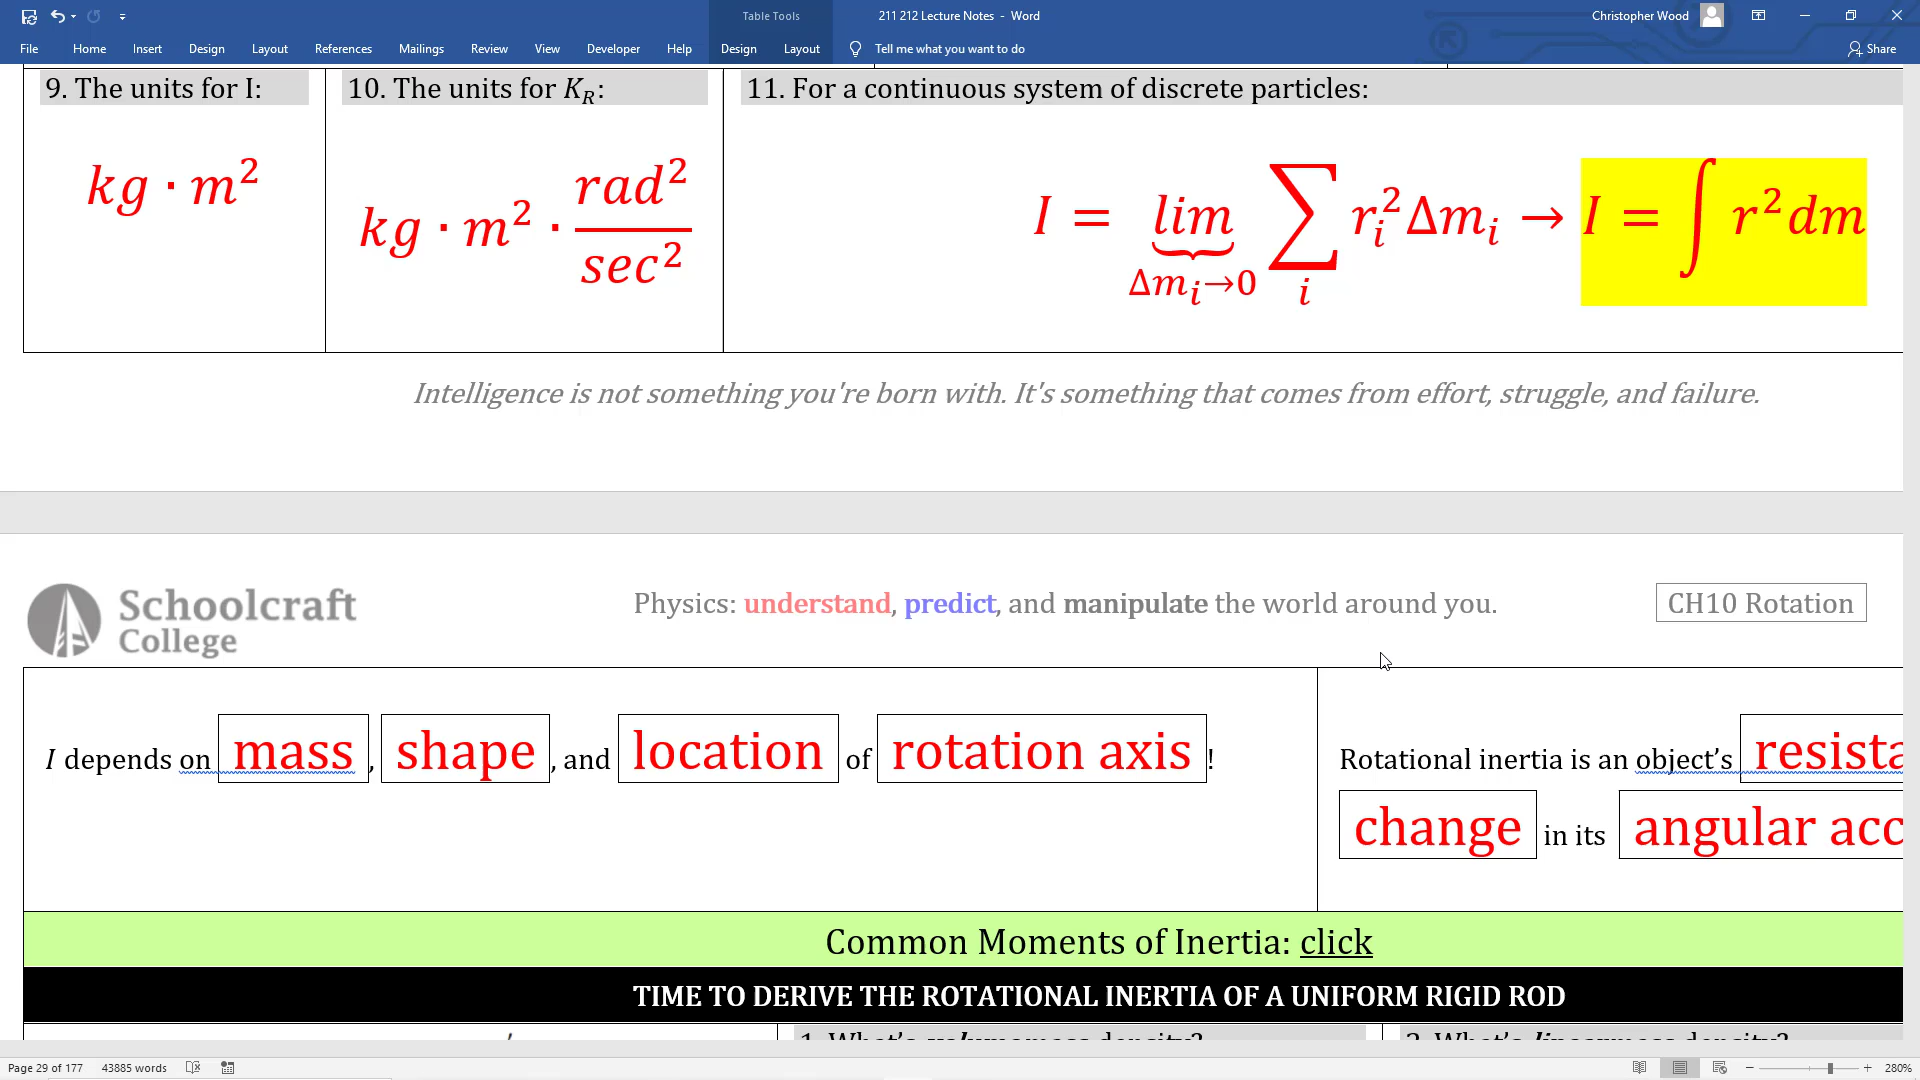 Table Tools
211 212 Lecture Notes - Word
Christopher Wood
File Home Insert Design Layout References Mailings Review View Developer Help Design Layout Tell me what you want to do Share
9. The units for I:
10. The units for K_R:
11. For a continuous system of discrete particles:
kg · m²
kg · m² · rad²/sec²
I = lim Δm_i→0 ∑_i r_i² Δm_i → I = ∫ r² dm
Intelligence is not something you're born with. It's something that comes from effort, struggle, and failure.
Schoolcraft
College
Physics: understand, predict, and manipulate the world around you.
CH10 Rotation
I depends on mass, shape, and location of rotation axis!
Rotational inertia is an object's resista
change in its angular acc
Common Moments of Inertia: click
TIME TO DERIVE THE ROTATIONAL INERTIA OF A UNIFORM RIGID ROD
Page 29 of 177 43885 words
280%